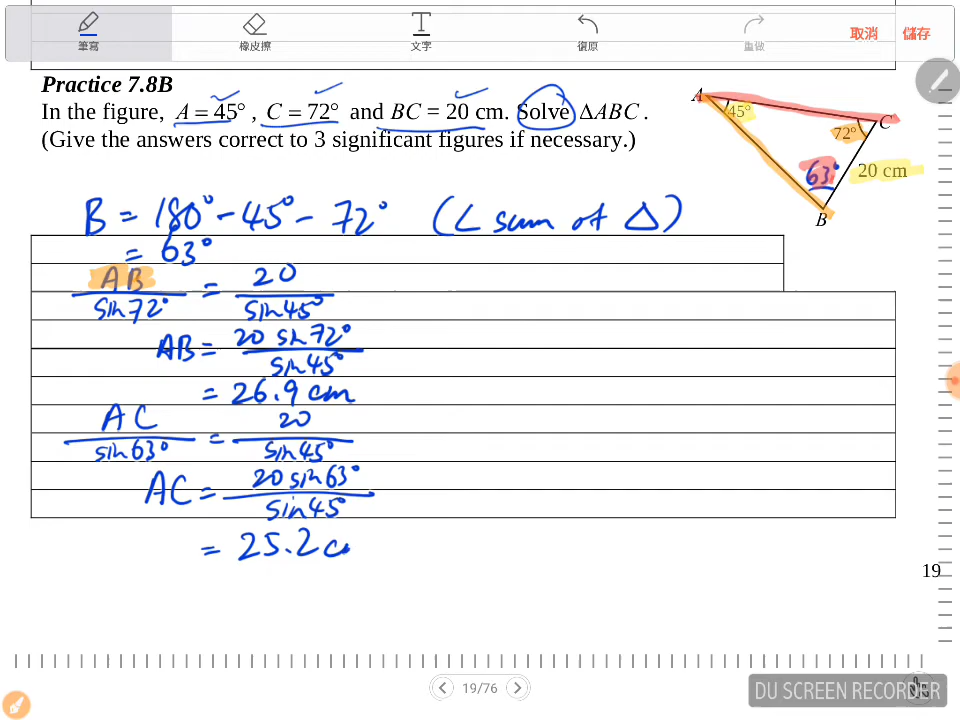 筆寫 橡皮擦 文字 復原 重做 取消 儲存
Practice 7.8B
In the figure, A = 45° , C = 72° and BC = 20 cm. Solve ΔABC .
(Give the answers correct to 3 significant figures if necessary.)
A
45°
72°
C
63°
20 cm
B
B = 180° - 45° - 72° (∠ sum of Δ)
= 63°
AB/sin72° = 20/sin45°
AB = 20 sin72°/sin45°
= 26.9 cm
AC/sin63° = 20/sin45°
AC = 20 sin63°/sin45°
= 25.2 c
19
19/76
DU SCREEN RECORDER